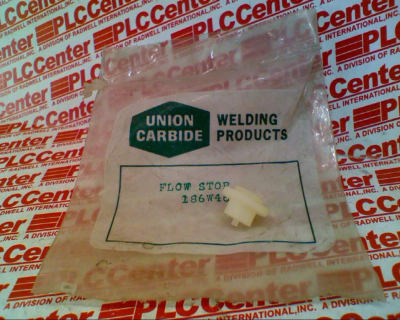 UNION CARBIDE
WELDING PRODUCTS
FLOW STOP
PLCCenter
A DIVISION OF RADWELL INTERNATIONAL, INC.